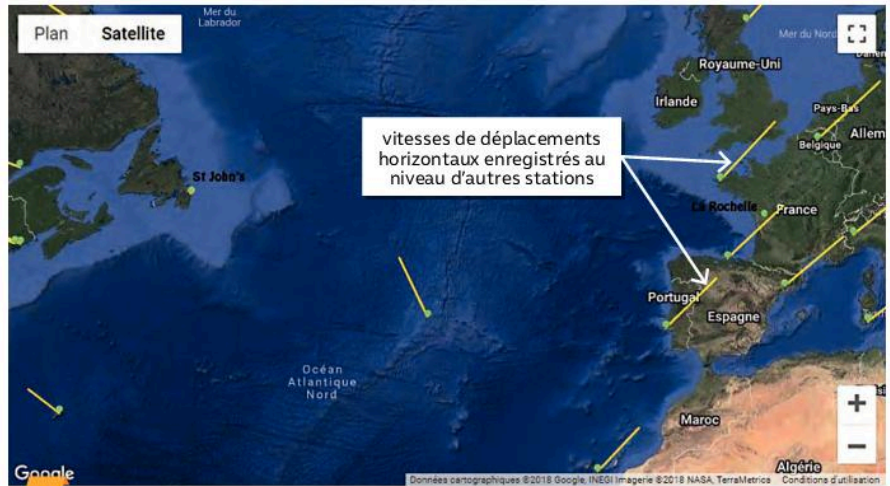 Mer du
Labrador
Plan
Satellite
Mer du Nord
Royaume-Uni
Irlande
Pays-Bas
Belgique
Allem
vitesses de déplacements
horizontaux enregistrés au
niveau d'autres stations
St John's
La Rochelle
France
Portugal
Espagne
Océan
Atlantique
Nord
Maroc
+
−
Algérie
Google
Données cartographiques ©2018 Google, INEGI Imagerie ©2018 NASA, TerraMetrics
Conditions d'utilisation